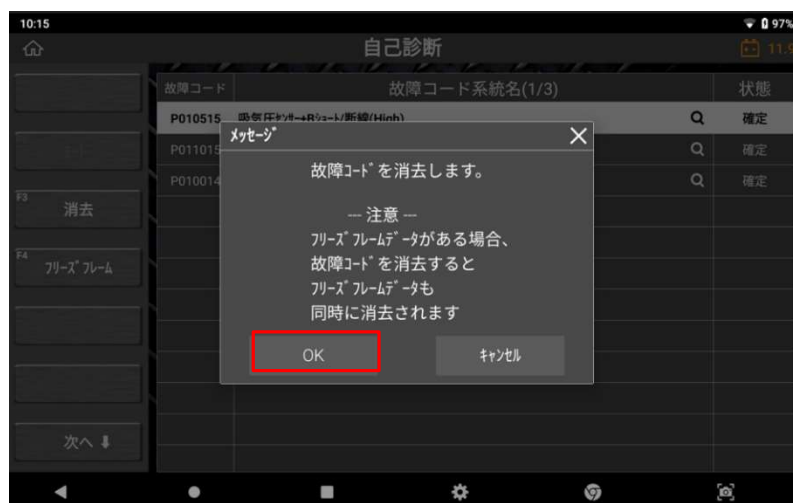 10:15
97%
自己診断
11.9
故障コード
故障コード系統名(1/3)
状態
P010515
吸気圧ｾﾝｻｰ+Bｼｮｰﾄ/断線(High)
確定
P011015
確定
P010014
確定
ﾒｯｾｰｼﾞ
故障ｺｰﾄﾞを消去します。
--- 注意 ---
ﾌﾘｰｽﾞﾌﾚｰﾑﾃﾞｰﾀがある場合、
故障ｺｰﾄﾞを消去すると
ﾌﾘｰｽﾞﾌﾚｰﾑﾃﾞｰﾀも
同時に消去されます
OK
ｷｬﾝｾﾙ
F3
消去
F4
ﾌﾘｰｽﾞﾌﾚｰﾑ
次へ